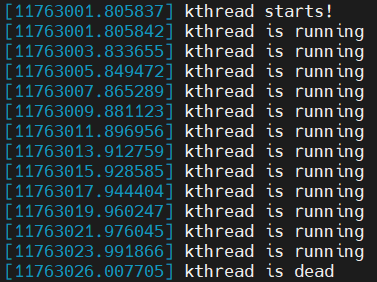 [11763001.805837] kthread starts!
[11763001.805842] kthread is running
[11763003.833655] kthread is running
[11763005.849472] kthread is running
[11763007.865289] kthread is running
[11763009.881123] kthread is running
[11763011.896956] kthread is running
[11763013.912759] kthread is running
[11763015.928585] kthread is running
[11763017.944404] kthread is running
[11763019.960247] kthread is running
[11763021.976045] kthread is running
[11763023.991866] kthread is running
[11763026.007705] kthread is dead